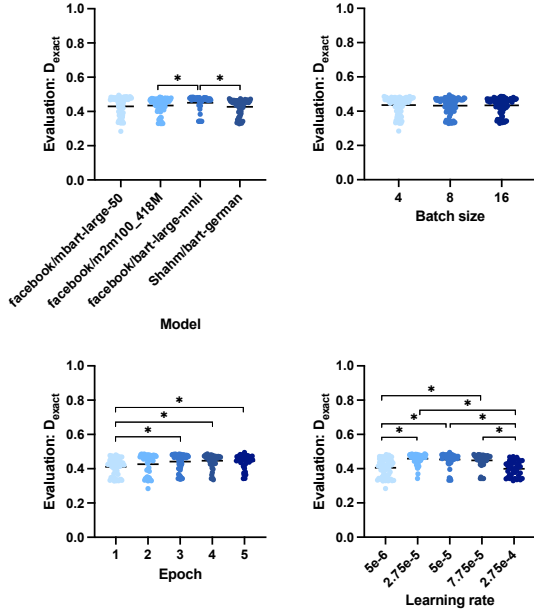 Evaluation: Dexact
1.0
0.8
0.6
0.4
0.2
0.0
*
*
facebook/mbart-large-50
facebook/m2m100_418M
facebook/bart-large-mnli
Shahm/bart-german
Model
Evaluation: Dexact
1.0
0.8
0.6
0.4
0.2
0.0
4 8 16
Batch size
Evaluation: Dexact
1.0
0.8
0.6
0.4
0.2
0.0
*
*
*
1 2 3 4 5
Epoch
Evaluation: Dexact
1.0
0.8
0.6
0.4
0.2
0.0
*
*
* *
* *
5e-6
2.75e-5
5e-5
7.75e-5
2.75e-4
Learning rate